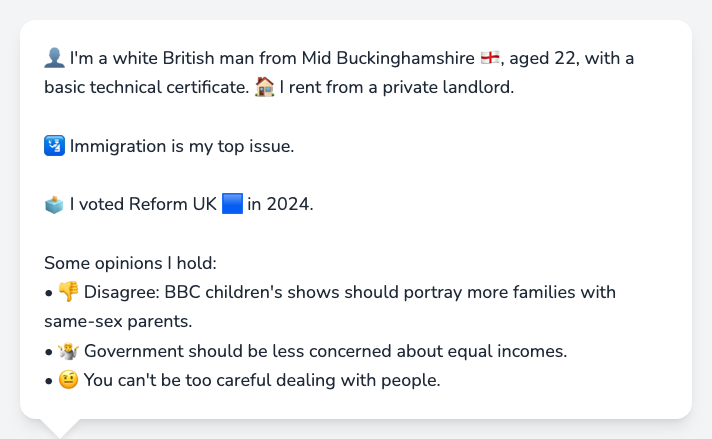 👤 I'm a white British man from Mid Buckinghamshire 🏴󠁧󠁢󠁥󠁮󠁧󠁿, aged 22, with a
basic technical certificate. 🏠 I rent from a private landlord.
🛂 Immigration is my top issue.
🗳️ I voted Reform UK 🟦 in 2024.
Some opinions I hold:
• 👎 Disagree: BBC children's shows should portray more families with
same-sex parents.
• 🤷 Government should be less concerned about equal incomes.
• 🤨 You can't be too careful dealing with people.